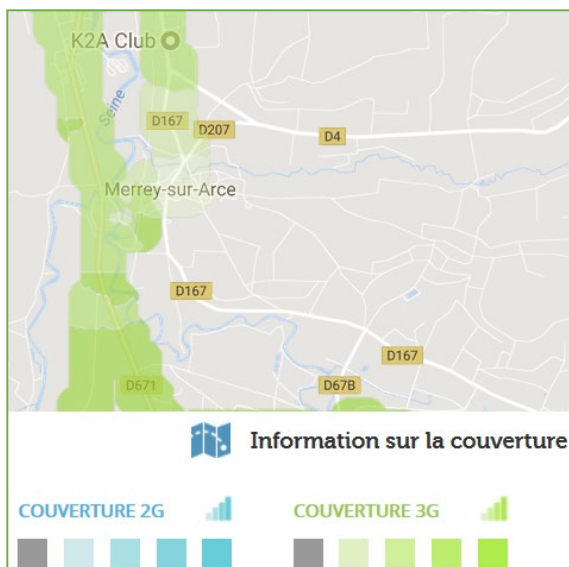 K2A Club
Seine
D167
D207
D4
Merrey-sur-Arce
D167
D167
D671
D67B
Information sur la couverture
COUVERTURE 2G
COUVERTURE 3G